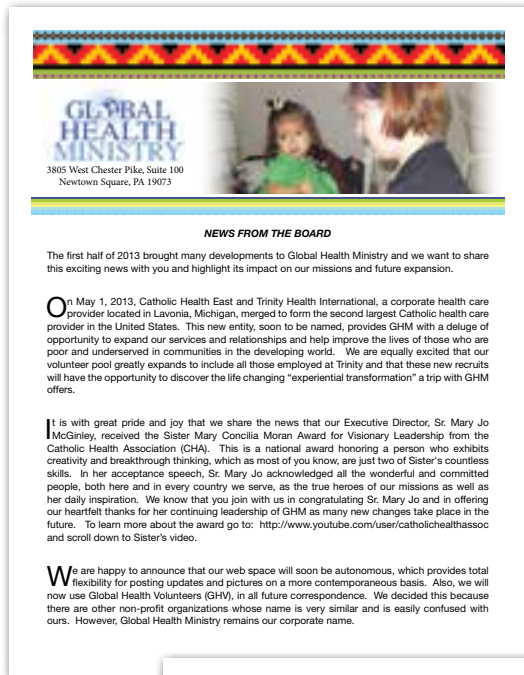 GLOBAL
HEALTH
MINISTRY
3805 West Chester Pike, Suite 100
Newtown Square, PA 19073
NEWS FROM THE BOARD
The first half of 2013 brought many developments to Global Health Ministry and we want to share
this exciting news with you and highlight its impact on our missions and future expansion.
On May 1, 2013, Catholic Health East and Trinity Health International, a corporate health care
provider located in Lavonia, Michigan, merged to form the second largest Catholic health care
provider in the United States. This new entity, soon to be named, provides GHM with a deluge of
opportunity to expand our services and relationships and help improve the lives of those who are
poor and underserved in communities in the developing world. We are equally excited that our
volunteer pool greatly expands to include all those employed at Trinity and that these new recruits
will have the opportunity to discover the life changing "experiential transformation" a trip with GHM
offers.
It is with great pride and joy that we share the news that our Executive Director, Sr. Mary Jo
McGinley, received the Sister Mary Concilia Moran Award for Visionary Leadership from the
Catholic Health Association (CHA). This is a national award honoring a person who exhibits
creativity and breakthrough thinking, which as most of you know, are just two of Sister's countless
skills. In her acceptance speech, Sr. Mary Jo acknowledged all the wonderful and committed
people, both here and in every country we serve, as the true heroes of our missions as well as
her daily inspiration. We know that you join with us in congratulating Sr. Mary Jo and in offering
our heartfelt thanks for her continuing leadership of GHM as many new changes take place in the
future. To learn more about the award go to: http://www.youtube.com/user/catholichealthassoc
and scroll down to Sister's video.
We are happy to announce that our web space will soon be autonomous, which provides total
flexibility for posting updates and pictures on a more contemporaneous basis. Also, we will
now use Global Health Volunteers (GHV), in all future correspondence. We decided this because
there are other non-profit organizations whose name is very similar and is easily confused with
ours. However, Global Health Ministry remains our corporate name.